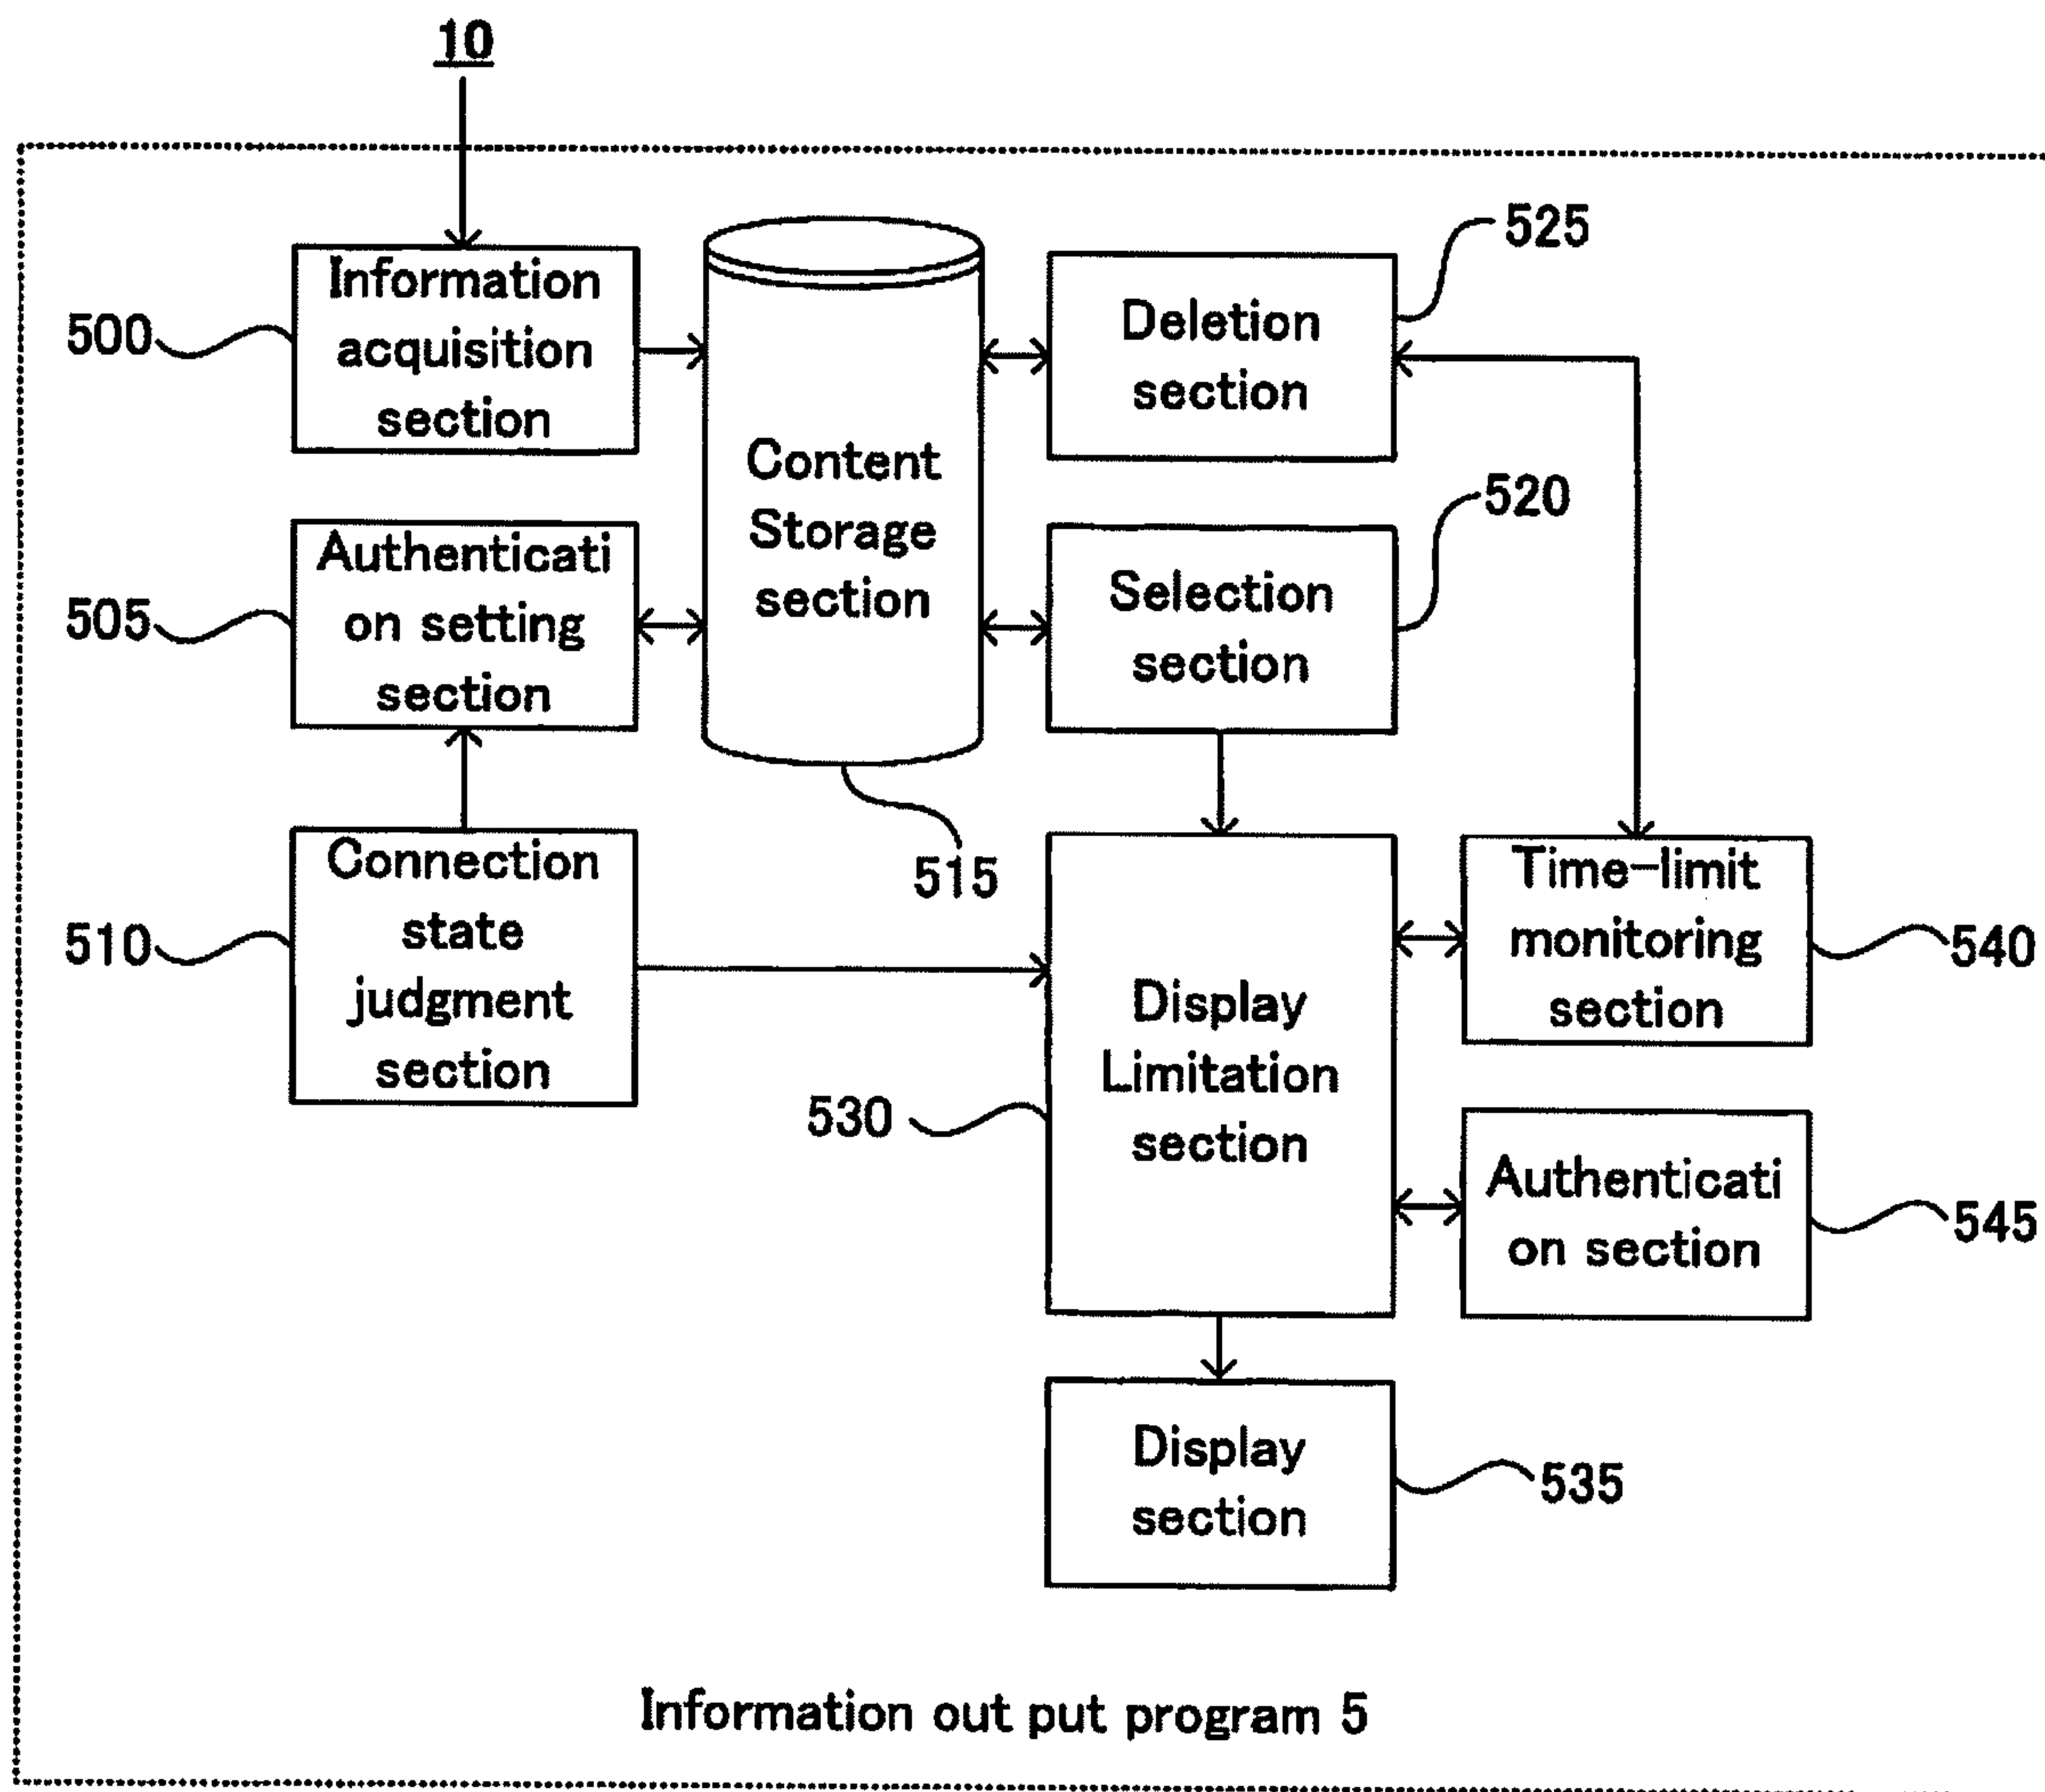 10
Information
acquisition
section
500
Content
Storage
section
515
Deletion
section
525
Authenticati
on setting
section
505
Selection
section
520
Connection
state
judgment
section
510
Display
Limitation
section
530
Time-limit
monitoring
section
540
Authenticati
on section
545
Display
section
535
Information out put program 5